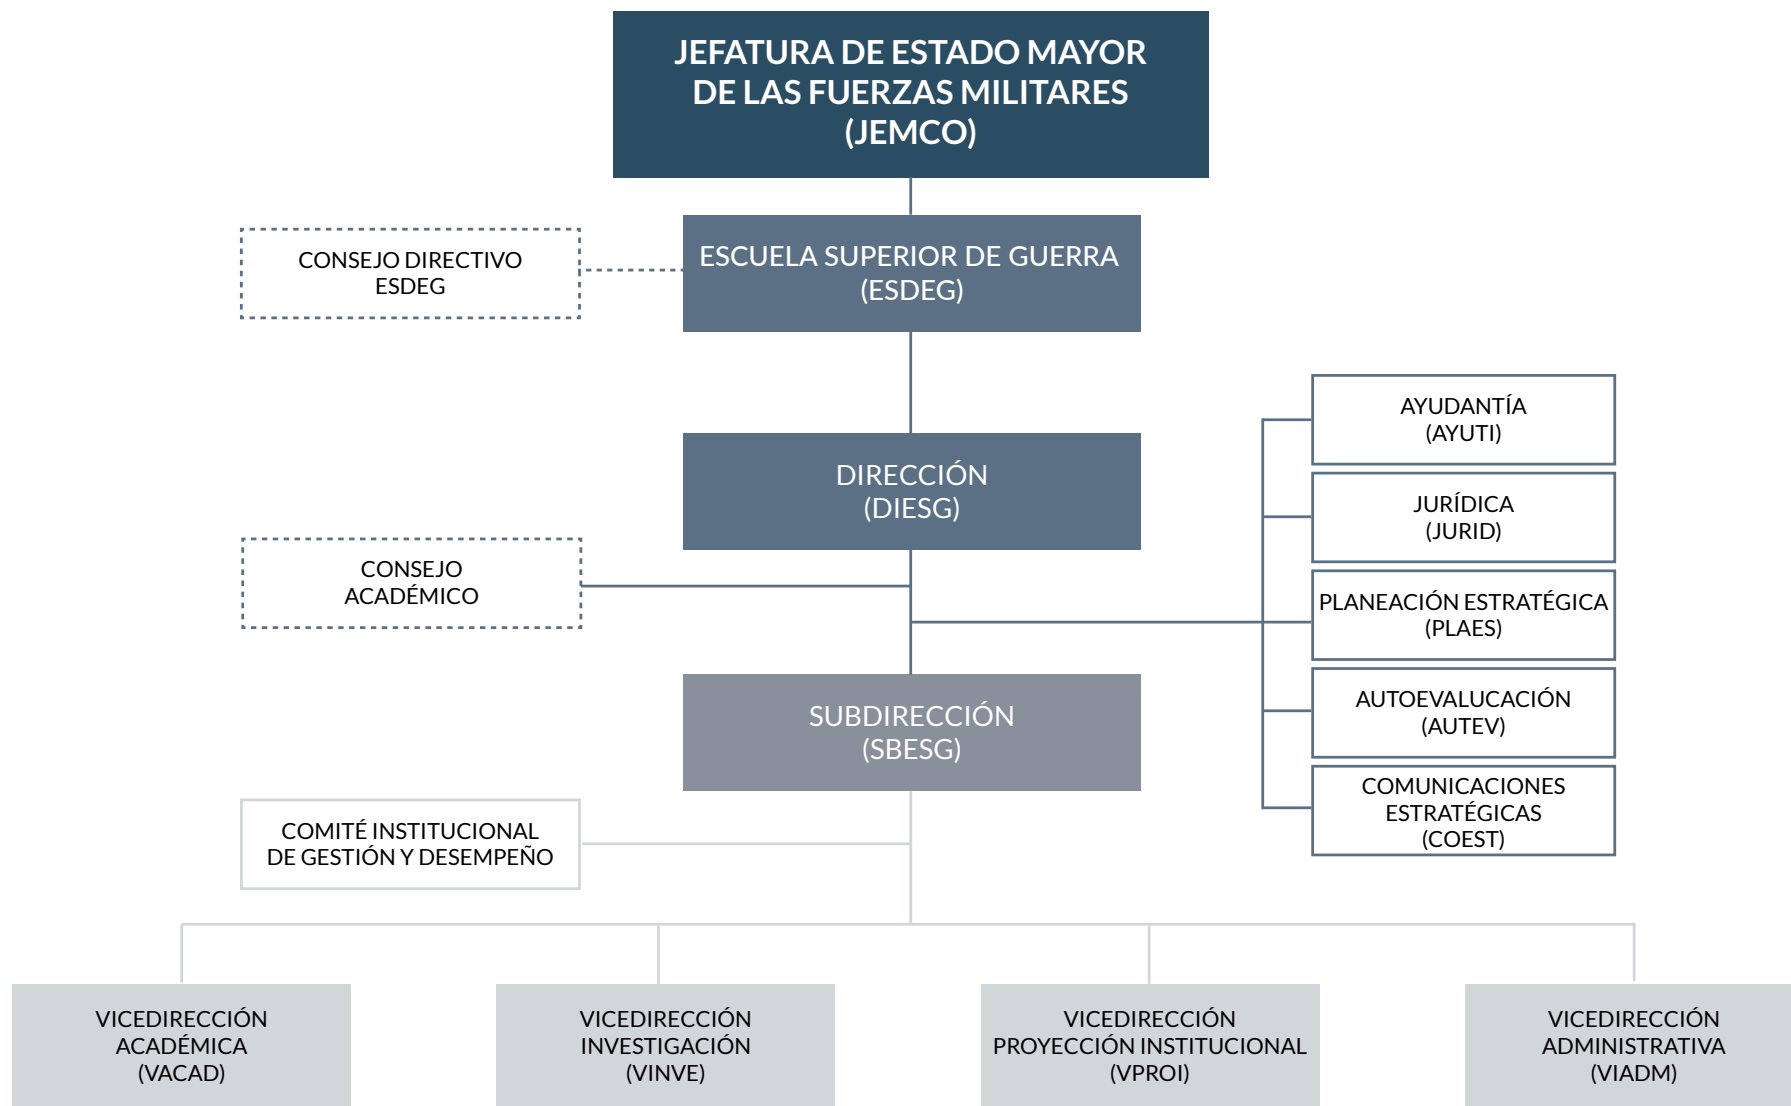 JEFATURA DE ESTADO MAYOR
DE LAS FUERZAS MILITARES
(JEMCO)
CONSEJO DIRECTIVO
ESDEG
ESCUELA SUPERIOR DE GUERRA
(ESDEG)
DIRECCIÓN
(DIESG)
AYUDANTÍA
(AYUTI)
JURÍDICA
(JURID)
PLANEACIÓN ESTRATÉGICA
(PLAES)
AUTOEVALUCACIÓN
(AUTEV)
COMUNICACIONES
ESTRATÉGICAS
(COEST)
CONSEJO
ACADÉMICO
SUBDIRECCIÓN
(SBESG)
COMITÉ INSTITUCIONAL
DE GESTIÓN Y DESEMPEÑO
VICEDIRECCIÓN
ACADÉMICA
(VACAD)
VICEDIRECCIÓN
INVESTIGACIÓN
(VINVE)
VICEDIRECCIÓN
PROYECCIÓN INSTITUCIONAL
(VPROI)
VICEDIRECCIÓN
ADMINISTRATIVA
(VIADM)